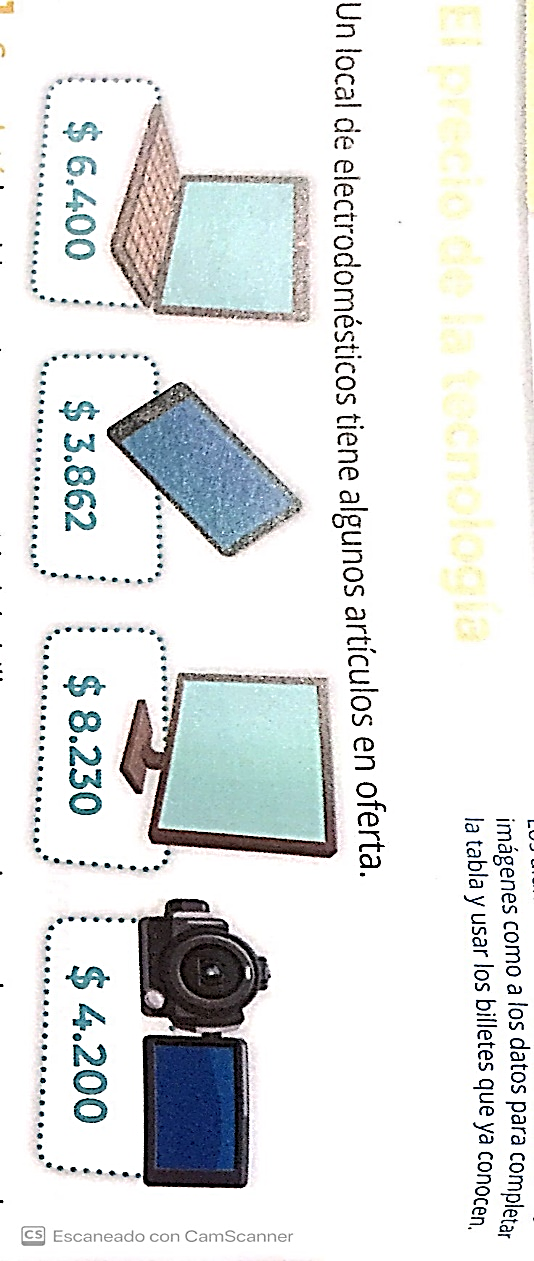 El precio de la tecnología
imágenes como a los datos para completar
la tabla y usar los billetes que ya conocen.
Un local de electrodomésticos tiene algunos artículos en oferta.
$ 6.400
$ 3.862
$ 8.230
$ 4.200
CS Escaneado con CamScanner